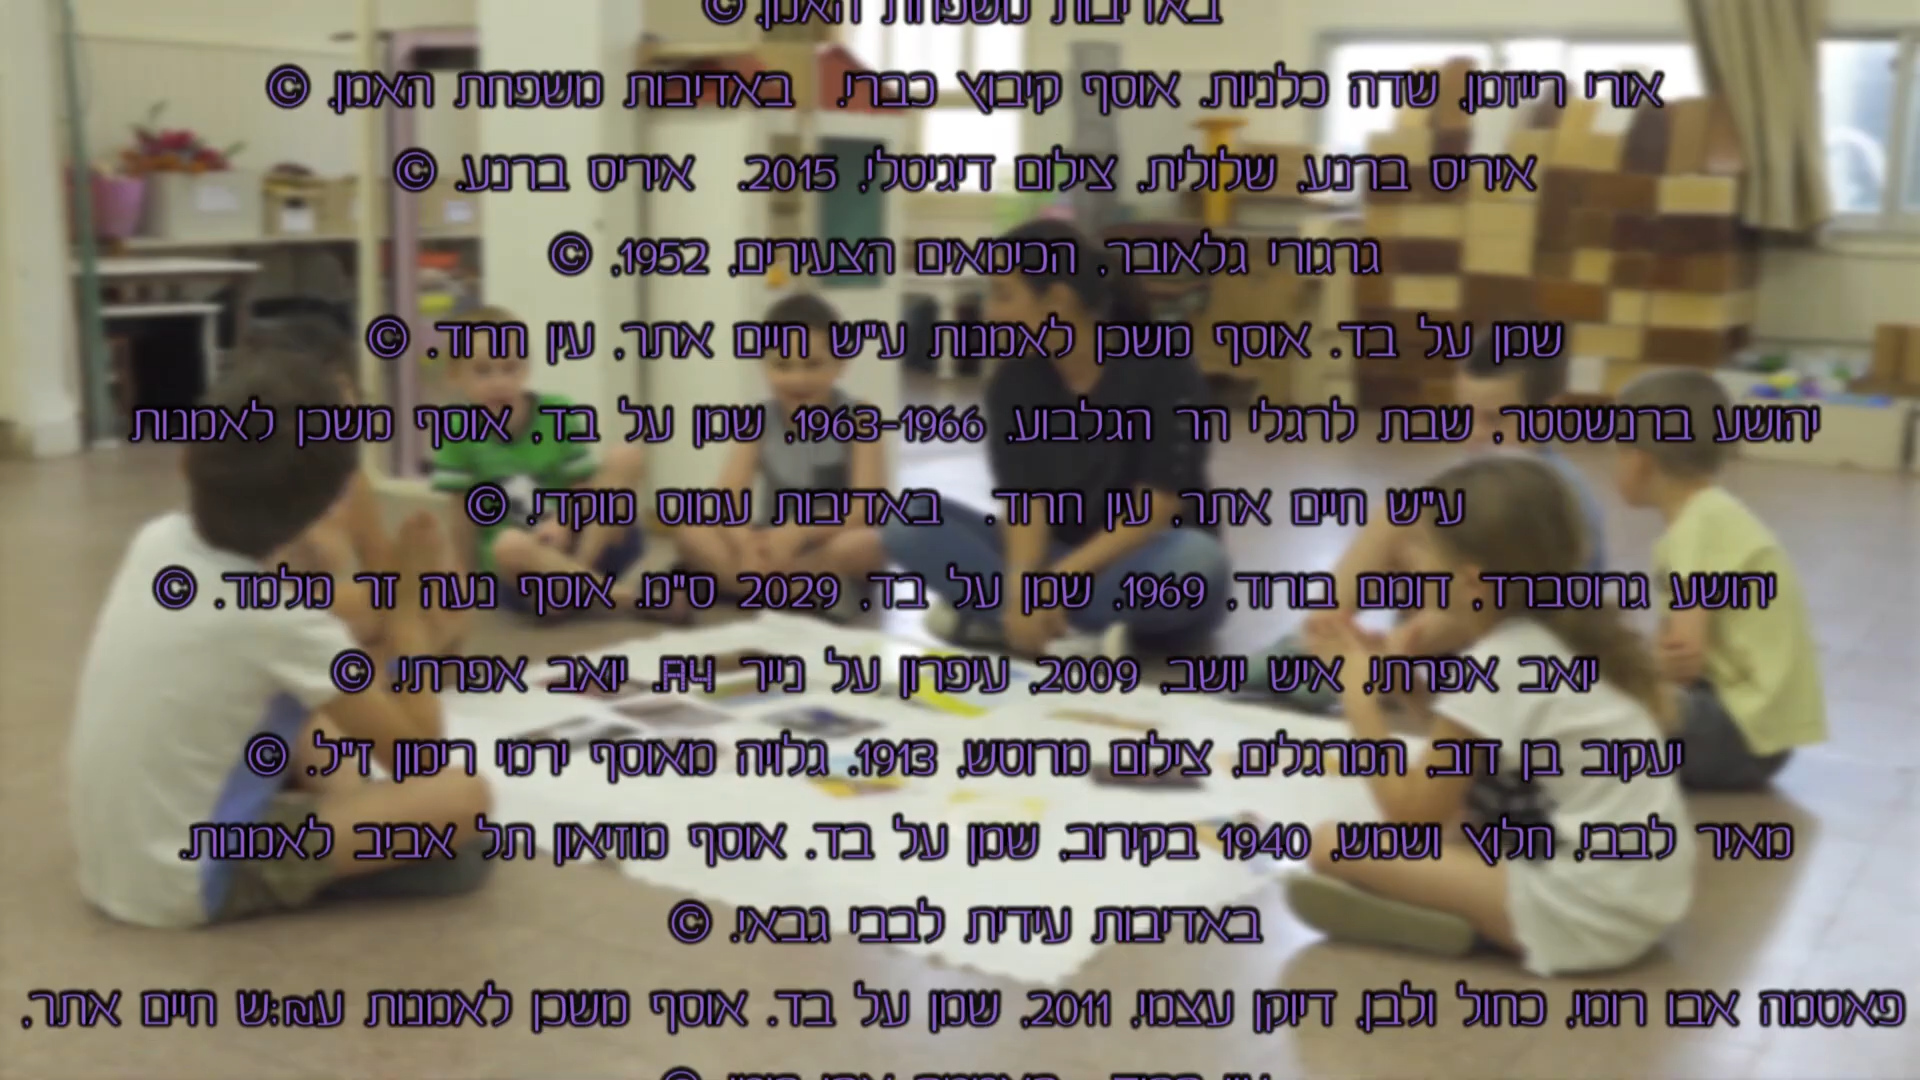 באדיבות משפחת האמן. ©
אורי רייזמן, שדה כלניות. אוסף קיבוץ כברי. באדיבות משפחת האמן. ©
איריס ברנע, שלולית, צילום דיגיטלי, 2015. איריס ברנע. ©
גרגורי גלאובר, הכימאים הצעירים, 1952, ©
שמן על בד. אוסף משכן לאמנות ע"ש חיים אתר, עין חרוד. ©
יהושע ברנשטטר, שבת לרגלי הר הגלבוע, 1963-1966, שמן על בד, אוסף משכן לאמנות
ע"ש חיים אתר, עין חרוד. באדיבות עמוס מוקדי. ©
יהושע גרוסברד, דומם בורוד, 1969, שמן על בד, 2029 ס"מ. אוסף נעה זר מלמד. ©
יואב אפרתי, איש יושב, 2009, עיפרון על נייר A4. יואב אפרתי. ©
יעקוב בן דוב, המרגלים, צילום מרוטש, 1913. גלויה מאוסף ירמי רימון ז"ל. ©
מאיר לבבי, חלוץ ושמש, 1940 בקירוב, שמן על בד. אוסף מוזיאון תל אביב לאמנות.
באדיבות עידית לבבי גבאי. ©
פאטמה אבו רומי, כחול ולבן, דיוקן עצמי, 2011, שמן על בד. אוסף משכן לאמנות ע₪:ש חיים אתר,